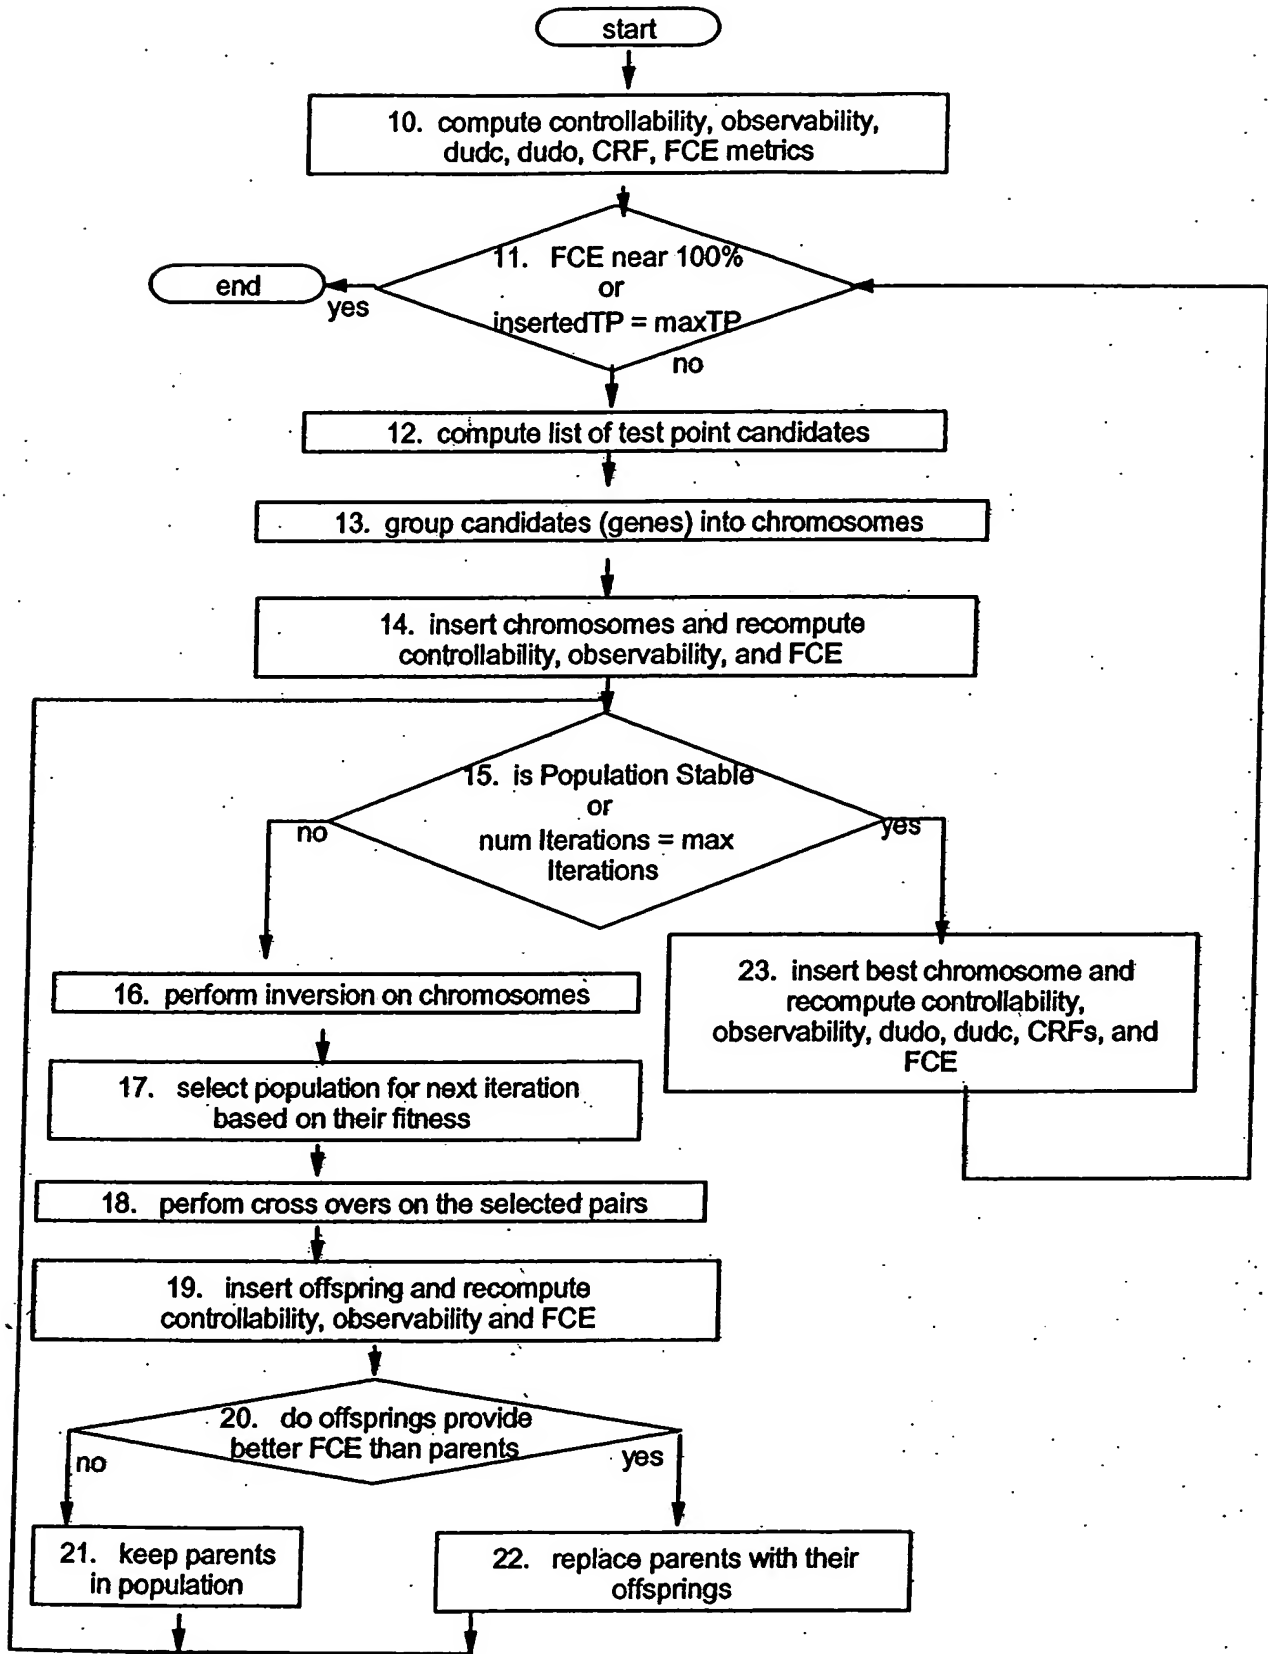 start
10. compute controllability, observability,
dudc, dudo, CRF, FCE metrics
11. FCE near 100%
or
insertedTP = maxTP
end
yes
no
12. compute list of test point candidates
13. group candidates (genes) into chromosomes
14. insert chromosomes and recompute
controllability, observability, and FCE
15. is Population Stable
or
num Iterations = max
Iterations
no
yes
16. perform inversion on chromosomes
23. insert best chromosome and
recompute controllability,
observability, dudo, dudc, CRFs, and
FCE
17. select population for next iteration
based on their fitness
18. perfom cross overs on the selected pairs
19. insert offspring and recompute
controllability, observability and FCE
20. do offsprings provide
better FCE than parents
no
yes
21. keep parents
in population
22. replace parents with their
offsprings